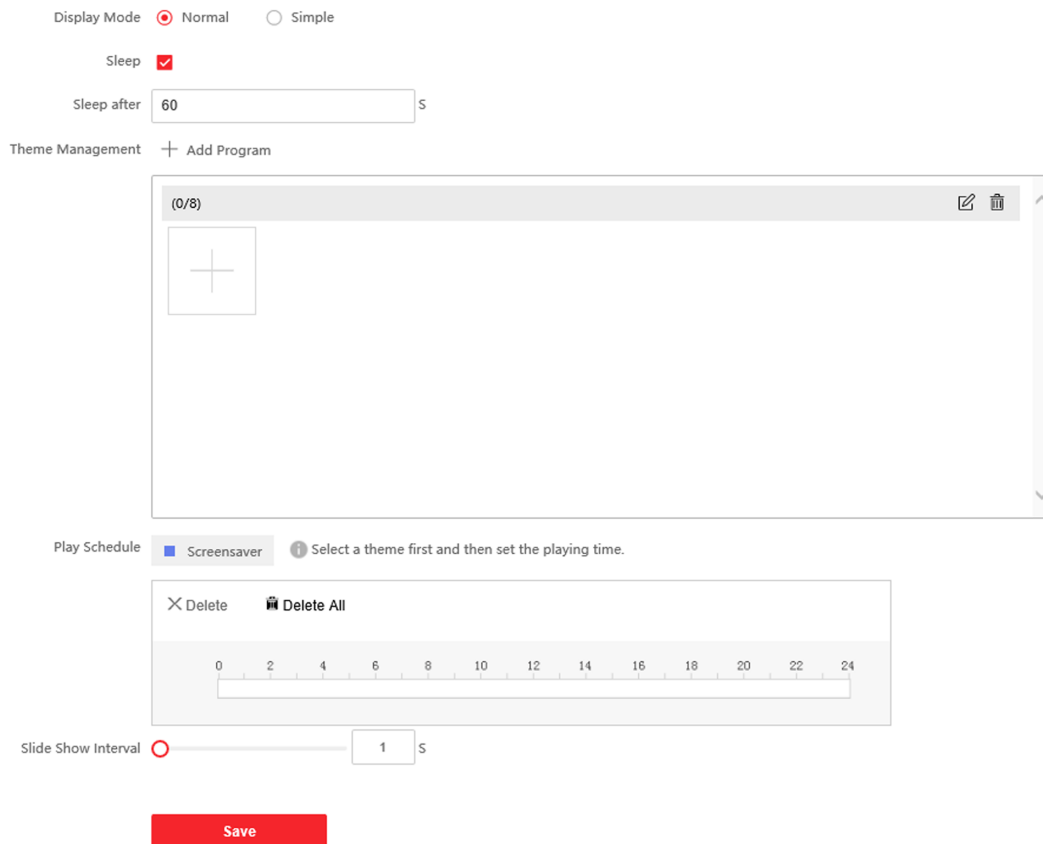 Display Mode Normal Simple
Sleep
Sleep after 60 S
Theme Management Add Program
(0/8)
Play Schedule Screensaver Select a theme first and then set the playing time.
Delete Delete All
0 2 4 6 8 10 12 14 16 18 20 22 24
Slide Show Interval 1 S
Save